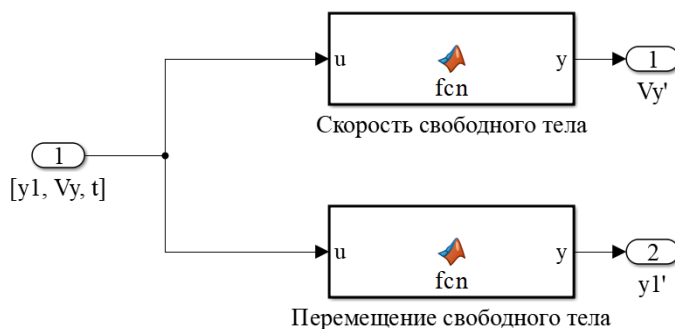 u
fcn
y
1
Vy'
Скорость свободного тела
1
[y1, Vy, t]
u
fcn
y
2
y1'
Перемещение свободного тела